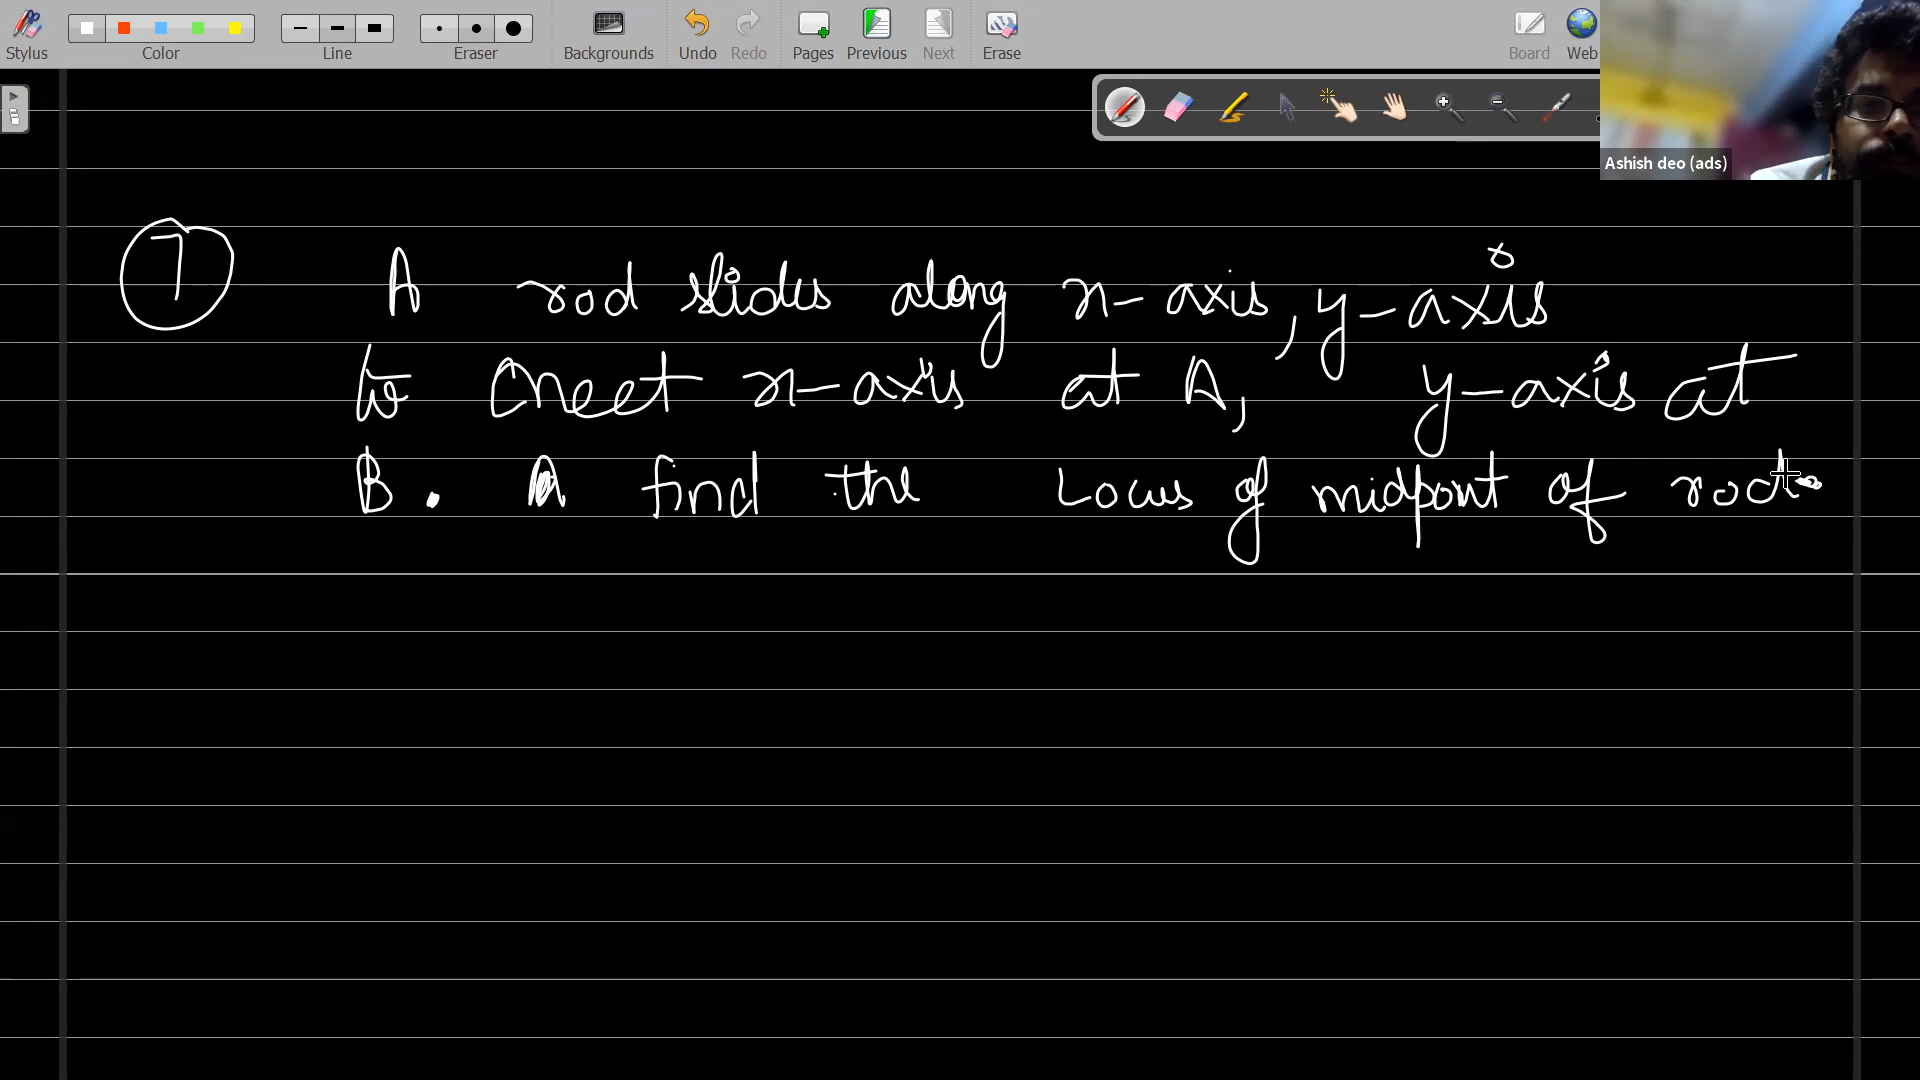 Stylus Color Line Eraser Backgrounds Undo Redo Pages Previous Next Erase Board Web
Ashish deo (ads)
7 A rod slides along x-axis, y-axis
to meet x-axis at A, y-axis at
B. find the Locus of midpoint of rod.